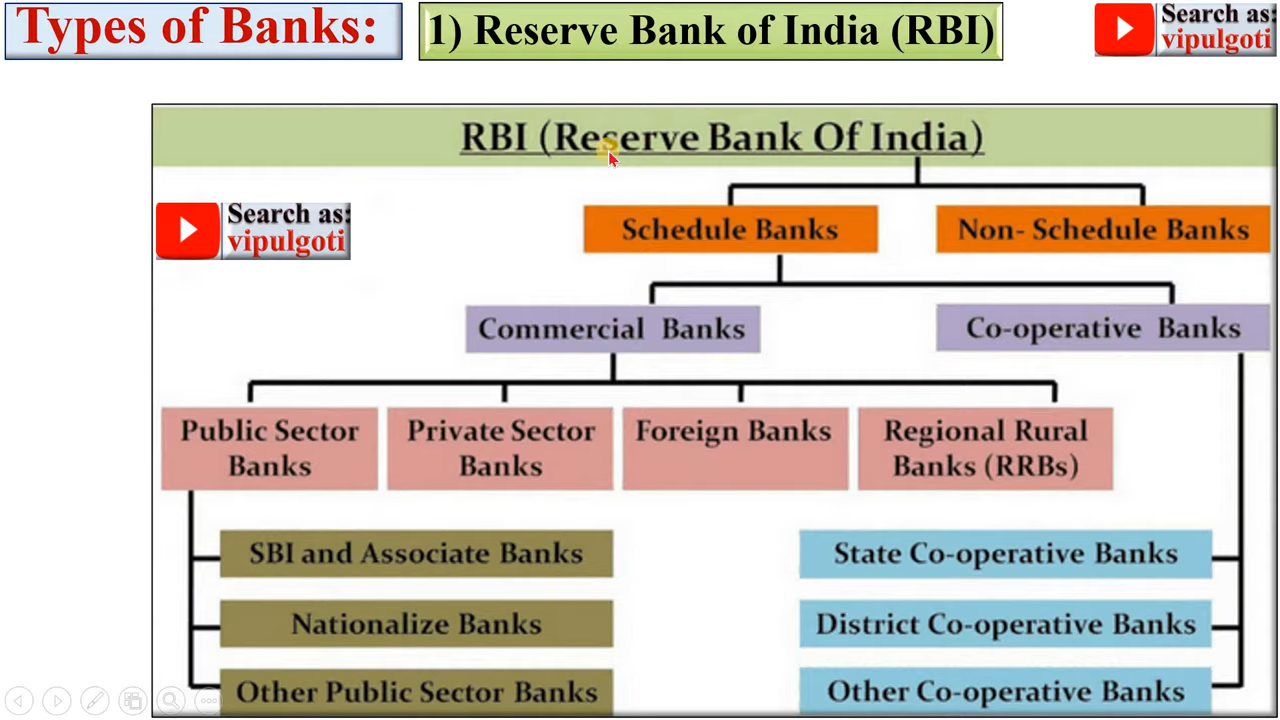 Types of Banks:
1) Reserve Bank of India (RBI)
Search as:
vipulgoti
RBI (Reserve Bank Of India)
Search as:
vipulgoti
Schedule Banks
Non- Schedule Banks
Commercial Banks
Co-operative Banks
Public Sector
Banks
Private Sector
Banks
Foreign Banks
Regional Rural
Banks (RRBs)
SBI and Associate Banks
State Co-operative Banks
Nationalize Banks
District Co-operative Banks
Other Public Sector Banks
Other Co-operative Banks